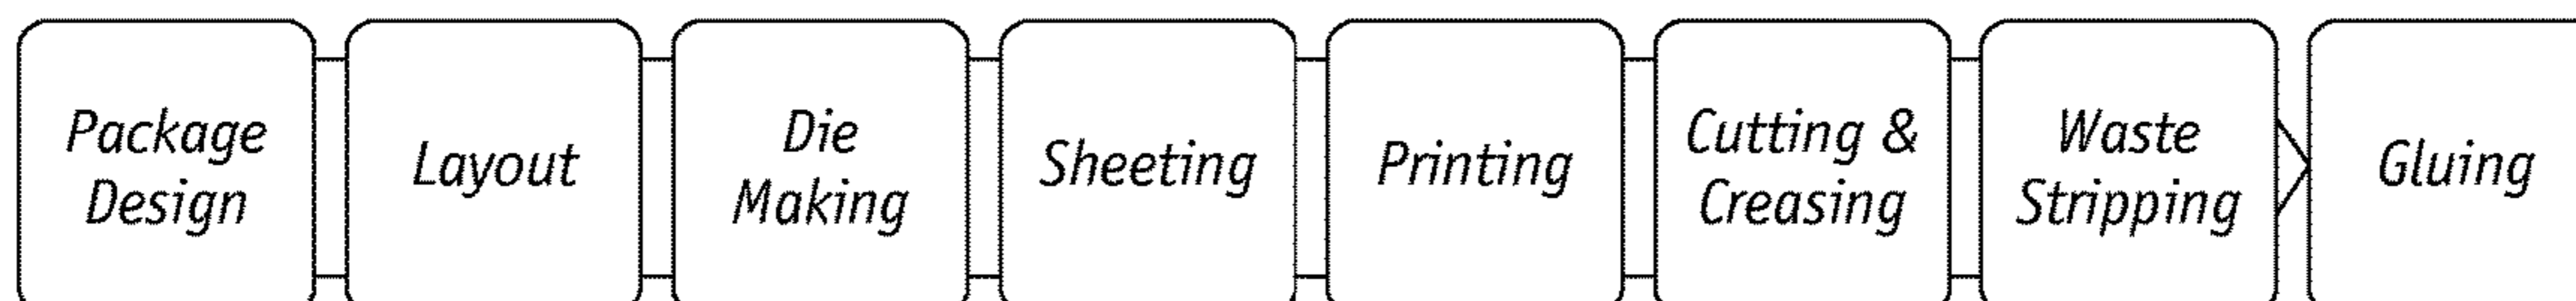 Package
Design
Layout
Die
Making
Sheeting
Printing
Cutting &
Creasing
Waste
Stripping
Gluing